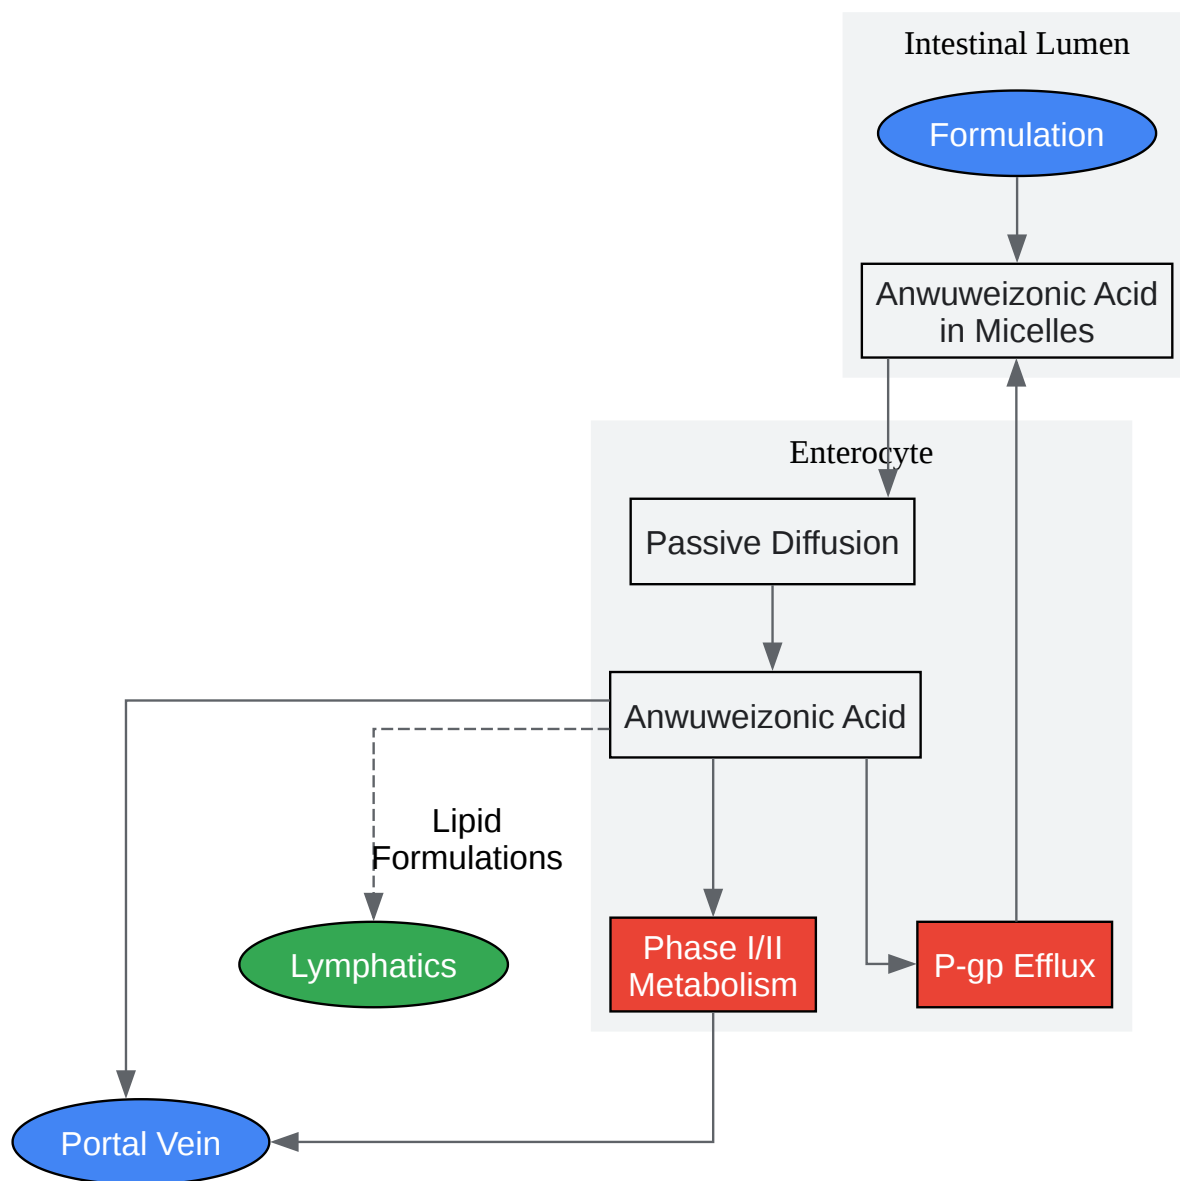 Intestinal Lumen
Formulation
Anwuweizonic Acid
in Micelles
Enterocyte
Passive Diffusion
Anwuweizonic Acid
Lipid
Formulations
Lymphatics
Phase I/II
Metabolism
P-gp Efflux
Portal Vein